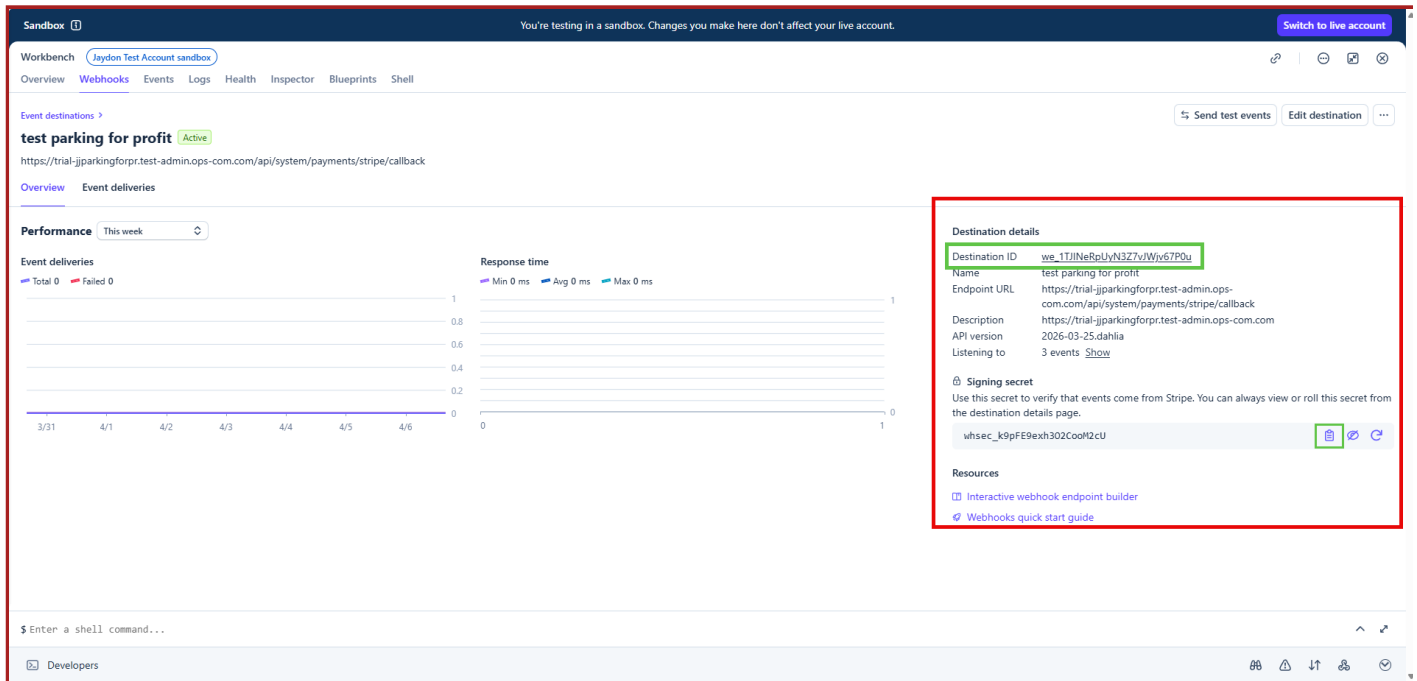 Sandbox
You're testing in a sandbox. Changes you make here don't affect your live account.
Switch to live account
Workbench
Jaydon Test Account sandbox
Overview Webhooks Events Logs Health Inspector Blueprints Shell
Event destinations >
Send test events
Edit destination
test parking for profit Active
https://trial-jjparkingforpr.test-admin.ops-com.com/api/system/payments/stripe/callback
Overview Event deliveries
Performance This week
Event deliveries
Total 0 Failed 0
1
0.8
0.6
0.4
0.2
0
3/31 4/1 4/2 4/3 4/4 4/5 4/6
Response time
Min 0 ms Avg 0 ms Max 0 ms
1
0
0 1
Destination details
Destination ID we_1TJINeRpUyN3Z7vJWjv67P0u
Name test parking for profit
Endpoint URL https://trial-jjparkingforpr.test-admin.ops-
com.com/api/system/payments/stripe/callback
Description https://trial-jjparkingforpr.test-admin.ops-com.com
API version 2026-03-25.dahlia
Listening to 3 events Show
Signing secret
Use this secret to verify that events come from Stripe. You can always view or roll this secret from
the destination details page.
whsec_k9pFE9exh3O2CooM2cU
Resources
Interactive webhook endpoint builder
Webhooks quick start guide
$ Enter a shell command...
Developers